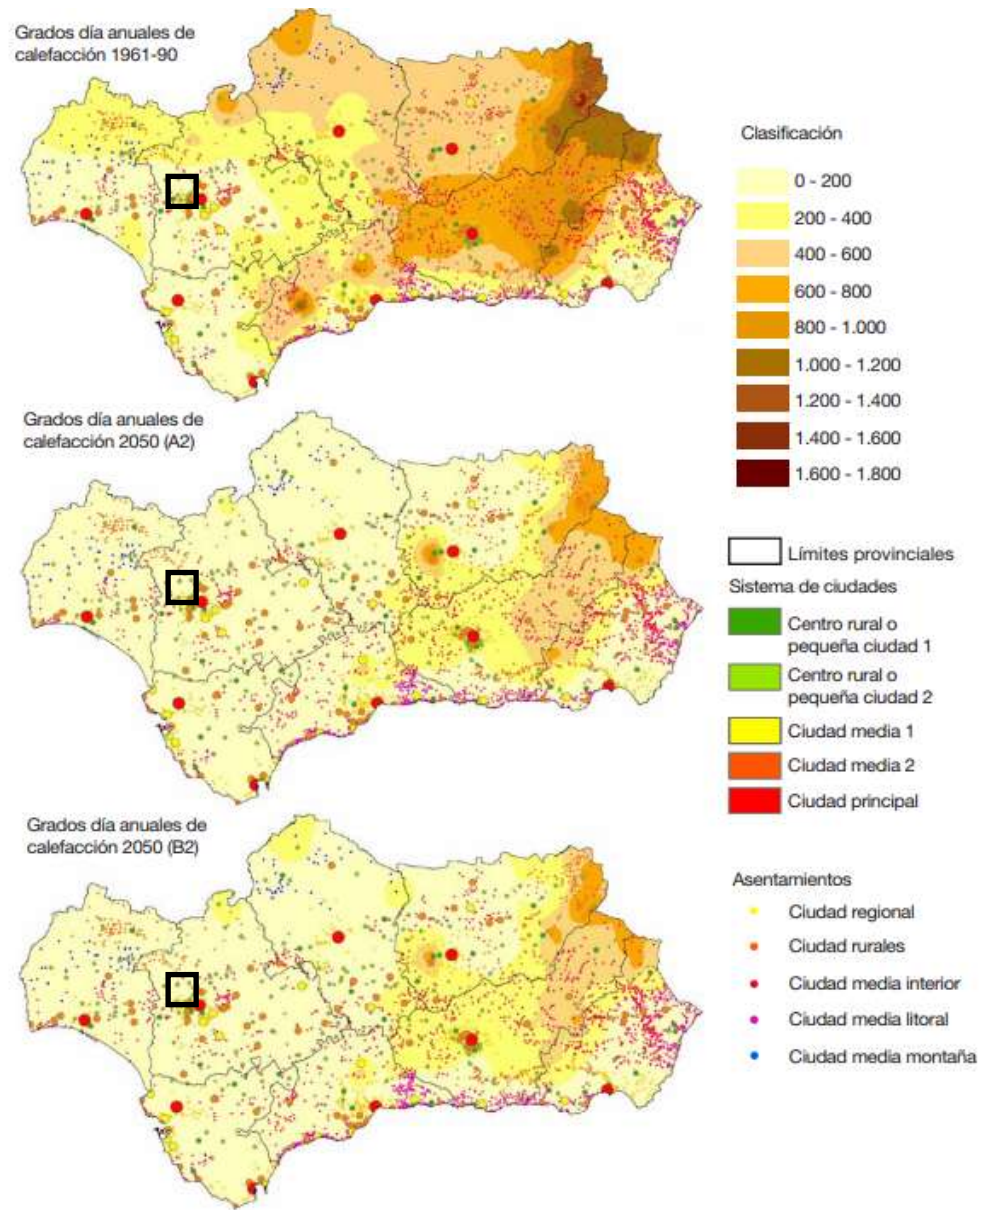 Grados día anuales de
calefacción 1961-90
Clasificación
0 - 200
200 - 400
400 - 600
600 - 800
800 - 1.000
1.000 - 1.200
1.200 - 1.400
1.400 - 1.600
1.600 - 1.800
Grados día anuales de
calefacción 2050 (A2)
Límites provinciales
Sistema de ciudades
Centro rural o
pequeña ciudad 1
Centro rural o
pequeña ciudad 2
Ciudad media 1
Ciudad media 2
Ciudad principal
Grados día anuales de
calefacción 2050 (B2)
Asentamientos
Ciudad regional
Ciudad rurales
Ciudad media interior
Ciudad media litoral
Ciudad media montaña